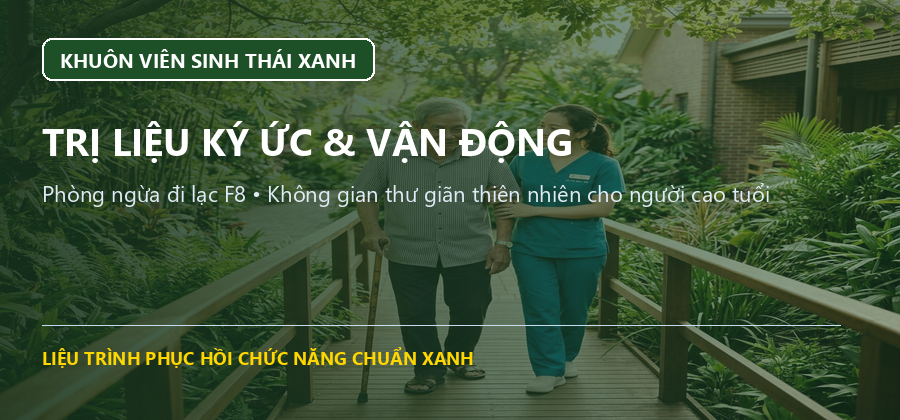 KHUÔN VIÊN SINH THÁI XANH
TRỊ LIỆU KÝ ỨC & VẬN ĐỘNG
Phòng ngừa đi lạc F8 • Không gian thư giãn thiên nhiên cho người cao tuổi
LIỆU TRÌNH PHỤC HỒI CHỨC NĂNG CHUẨN XANH